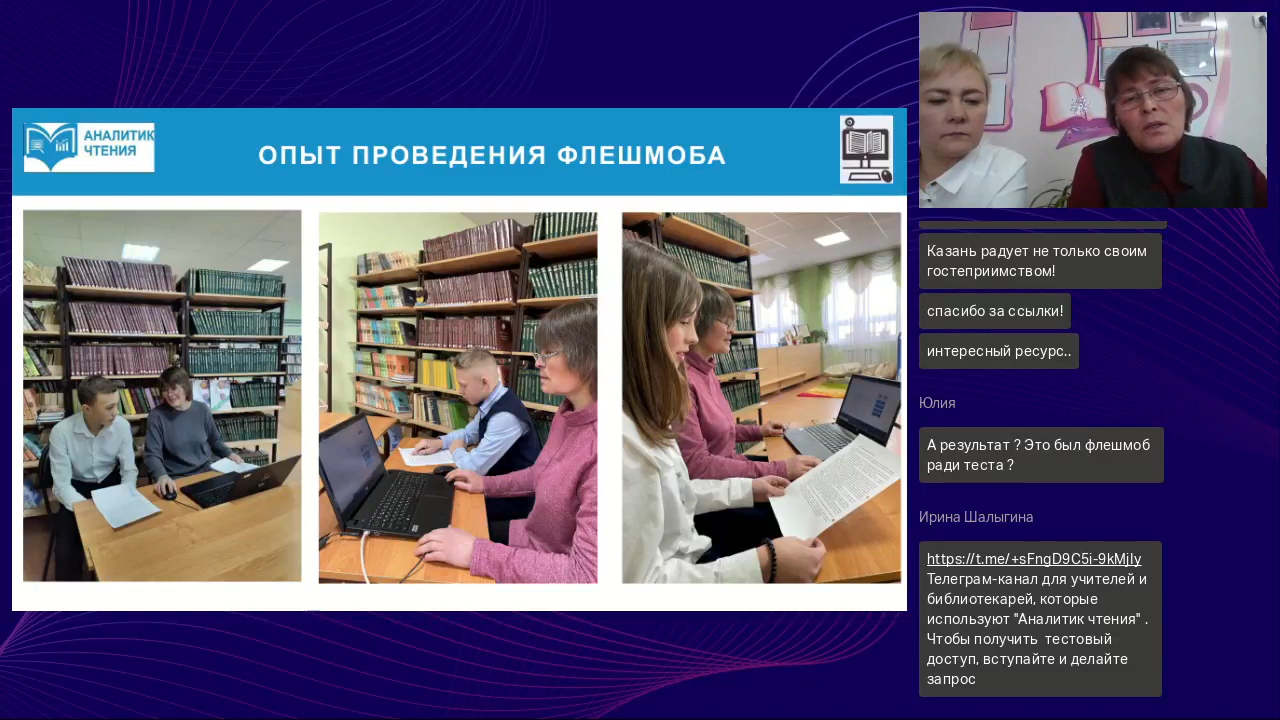 АНАЛИТИК
ЧТЕНИЯ
ОПЫТ ПРОВЕДЕНИЯ ФЛЕШМОБА
Казань радует не только своим
гостеприимством!
спасибо за ссылки!
интересный ресурс..
Юлия
А результат ? Это был флешмоб
ради теста ?
Ирина Шалыгина
https://t.me/+sFngD9C5i-9kMjIy
Телеграм-канал для учителей и
библиотекарей, которые
используют "Аналитик чтения" .
Чтобы получить  тестовый
доступ, вступайте и делайте
запрос